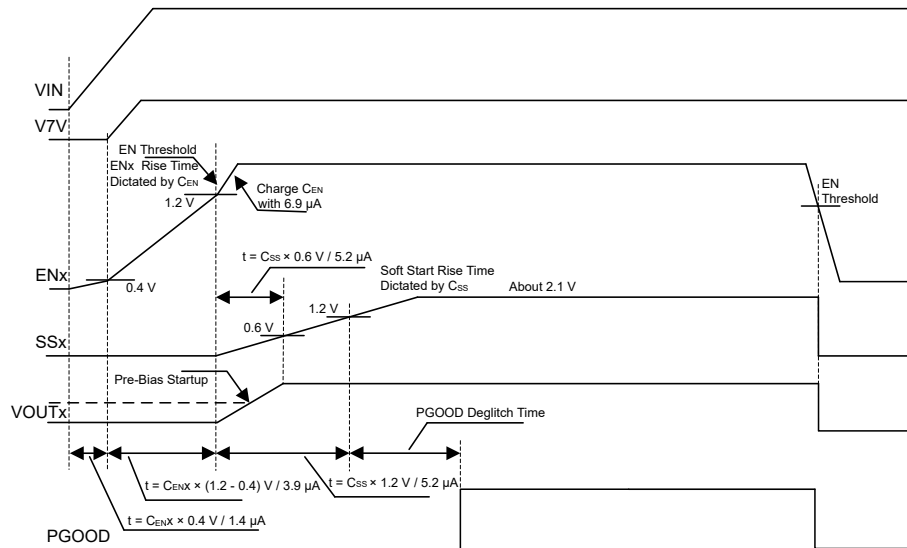 VIN
V7V
EN Threshold
ENx Rise Time
Dictated by CEN
1.2 V
Charge CEN
with 6.9 µA
EN
Threshold
ENx
0.4 V
t = CSS × 0.6 V / 5.2 µA
Soft Start Rise Time
Dictated by CSS
About 2.1 V
1.2 V
0.6 V
SSx
Pre-Bias Startup
VOUTx
PGOOD Deglitch Time
t = CENX × (1.2 - 0.4) V / 3.9 µA
t = CSS × 1.2 V / 5.2 µA
t = CENX × 0.4 V / 1.4 µA
PGOOD